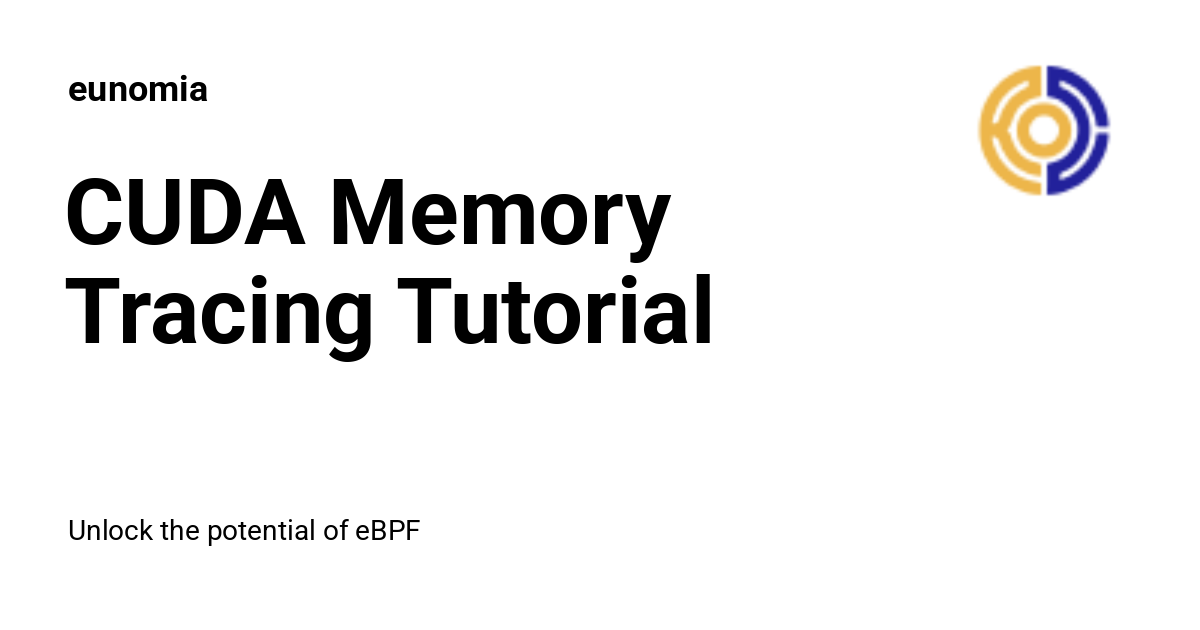 eunomia
CUDA Memory
Tracing Tutorial
Unlock the potential of eBPF